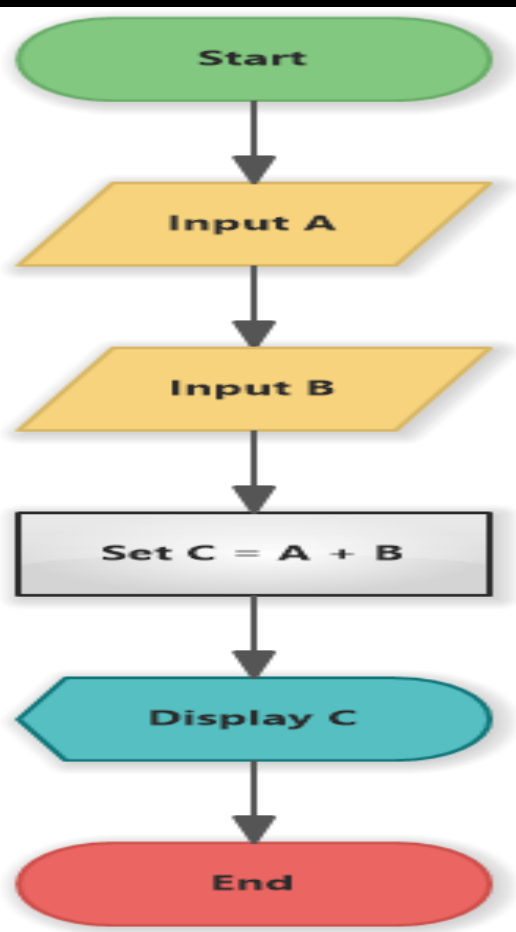 Start
Input A
Input B
Set C = A + B
Display C
End